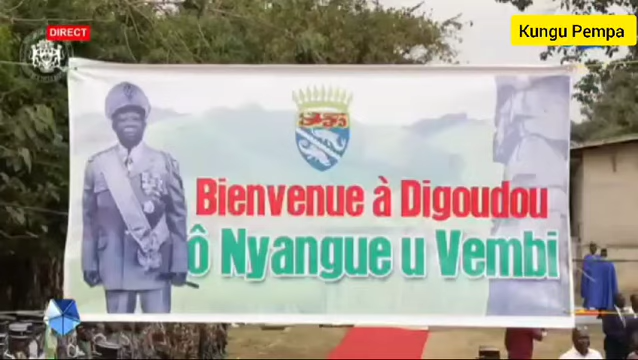 DIRECT
Kungu Pempa
Bienvenue à Digoudou
ô Nyangue u Vembi